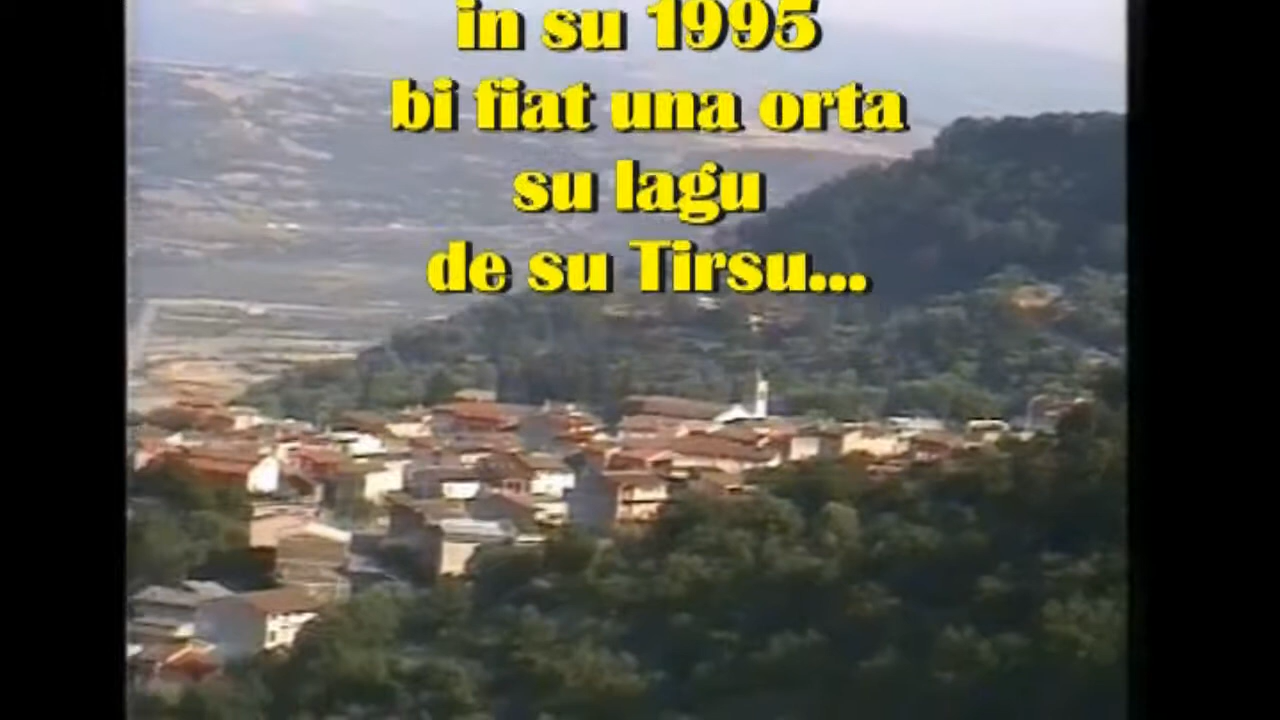 in su 1995
bi fiat una orta
su lagu
de su Tirsu...